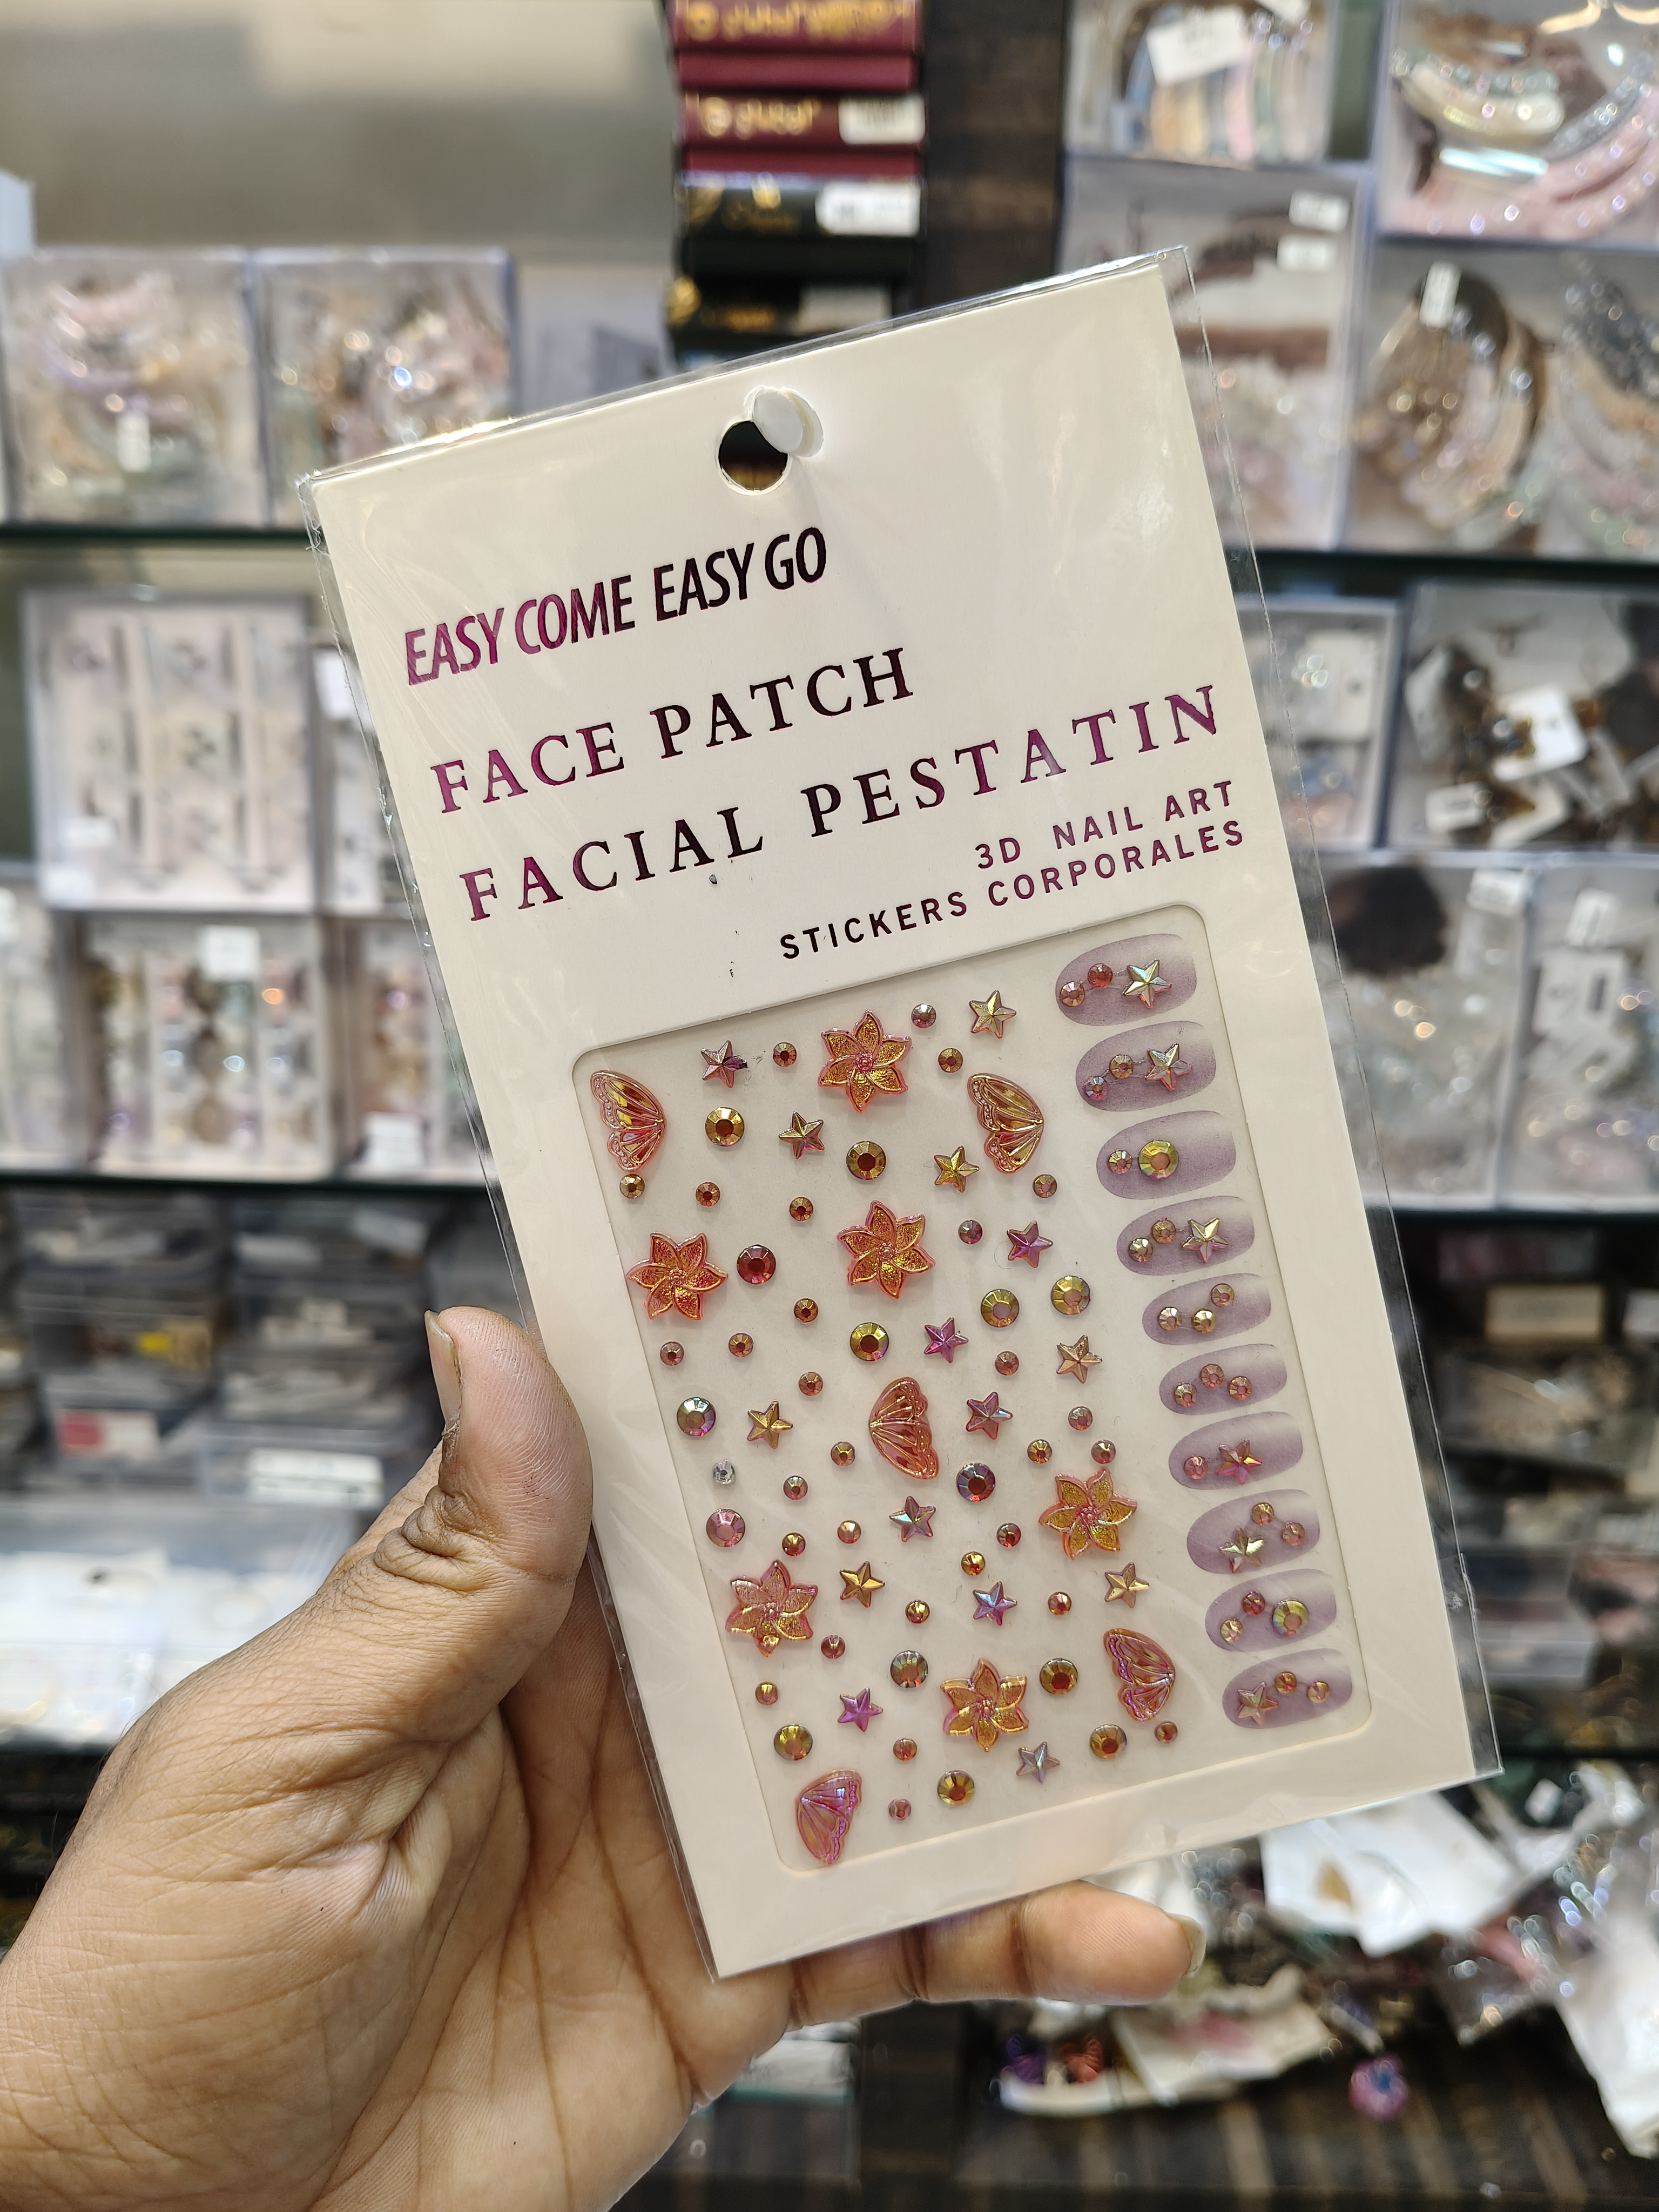 EASY COME EASY GO
FACE PATCH
FACIAL PESTATIN
3D NAIL ART
STICKERS CORPORALES